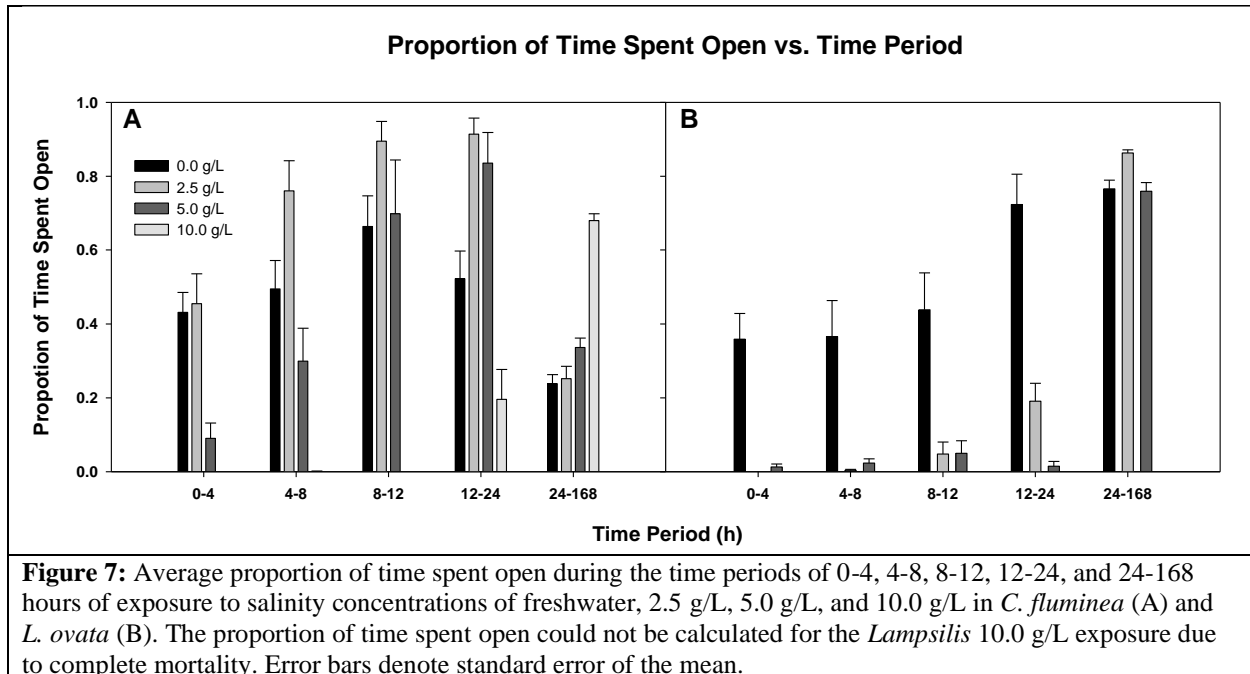 Proportion of Time Spent Open vs. Time Period
A
B
0.0 g/L
2.5 g/L
5.0 g/L
10.0 g/L
Propotion of Time Spent Open
1.0
0.8
0.6
0.4
0.2
0.0
0-4
4-8
8-12
12-24
24-168
0-4
4-8
8-12
12-24
24-168
Time Period (h)
Figure 7: Average proportion of time spent open during the time periods of 0-4, 4-8, 8-12, 12-24, and 24-168
hours of exposure to salinity concentrations of freshwater, 2.5 g/L, 5.0 g/L, and 10.0 g/L in C. fluminea (A) and
L. ovata (B). The proportion of time spent open could not be calculated for the Lampsilis 10.0 g/L exposure due
to complete mortality. Error bars denote standard error of the mean.